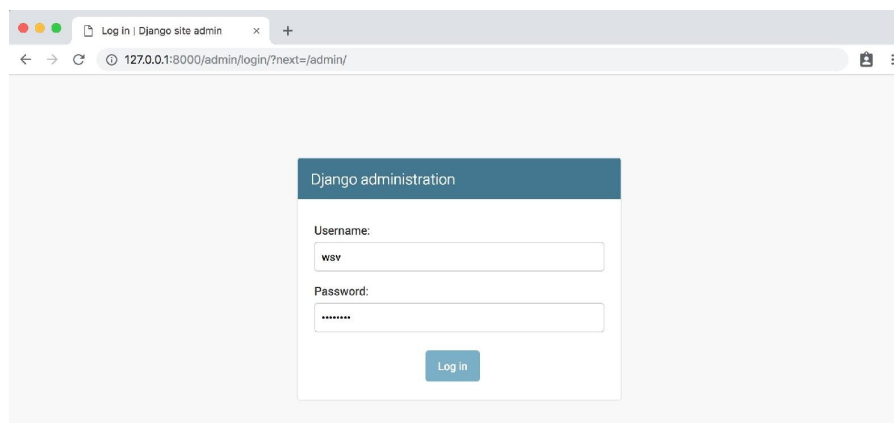 Log in | Django site admin
127.0.0.1:8000/admin/login/?next=/admin/
Django administration
Username:
wsv
Password:
••••••••
Log in